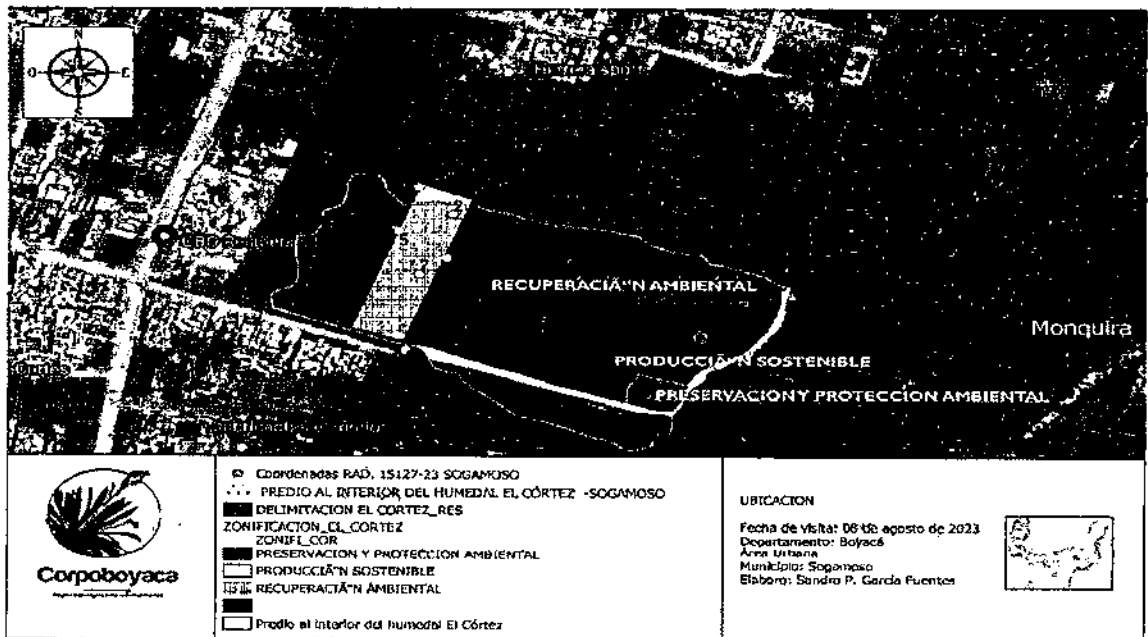 O
E
RECUPERACIÃ"N AMBIENTAL
Monquira
PRODUCCIÃ"N SOSTENIBLE
PRESERVACION Y PROTECCION AMBIENTAL
Corpoboyaca
Coordenadas RAD. 15127-23 SOGAMOSO
PREDIO AL INTERIOR DEL HUMEDAL EL CÓRTEZ -SOGAMOSO
DELIMITACION EL CORTEZ_RES
ZONIFICACION_EL_CORTEZ
ZONIFI_COR
PRESERVACION Y PROTECCION AMBIENTAL
PRODUCCIÃ"N SOSTENIBLE
RECUPERACIÃ"N AMBIENTAL
Predio al interior del humedal El Córtez
UBICACION
Fecha de visita: 08 de agosto de 2023
Departamento: Boyacá
Área Urbana
Municipio: Sogamoso
Elaboro: Sandro P. García Fuentes